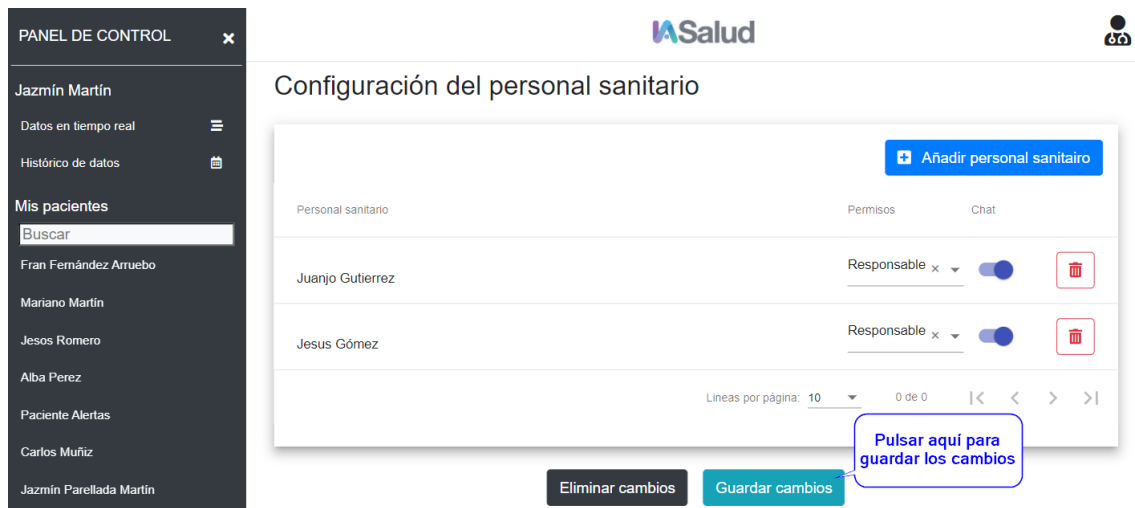 PANEL DE CONTROL
IASalud
Jazmín Martín
Datos en tiempo real
Histórico de datos
Mis pacientes
Buscar
Fran Fernández Arruebo
Mariano Martín
Jesos Romero
Alba Perez
Paciente Alertas
Carlos Muñiz
Jazmín Parellada Martín
Configuración del personal sanitario
Añadir personal sanitairo
Personal sanitario Permisos Chat
Juanjo Gutierrez Responsable
Jesus Gómez Responsable
Lineas por página: 10 0 de 0
Pulsar aquí para
guardar los cambios
Eliminar cambios Guardar cambios